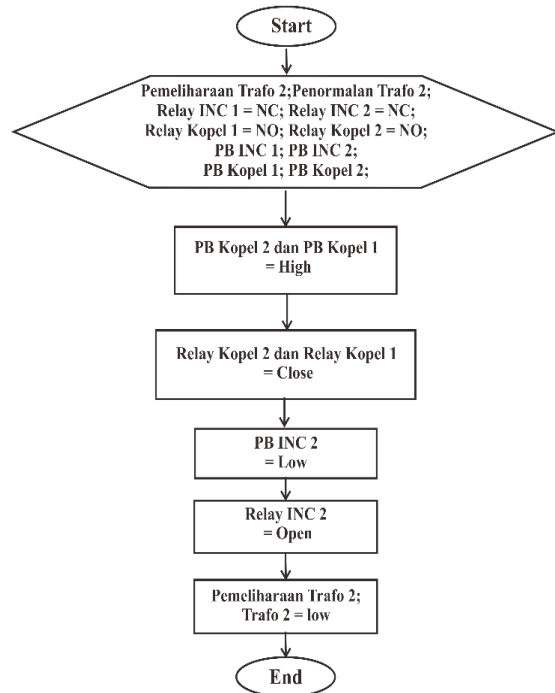 Start
Pemeliharaan Trafo 2;Penormalan Trafo 2;
Relay INC 1 = NC; Relay INC 2 = NC;
Relay Kopel 1 = NO; Relay Kopel 2 = NO;
PB INC 1; PB INC 2;
PB Kopel 1; PB Kopel 2;
PB Kopel 2 dan PB Kopel 1
= High
Relay Kopel 2 dan Relay Kopel 1
= Close
PB INC 2
= Low
Relay INC 2
= Open
Pemeliharaan Trafo 2;
Trafo 2 = low
End